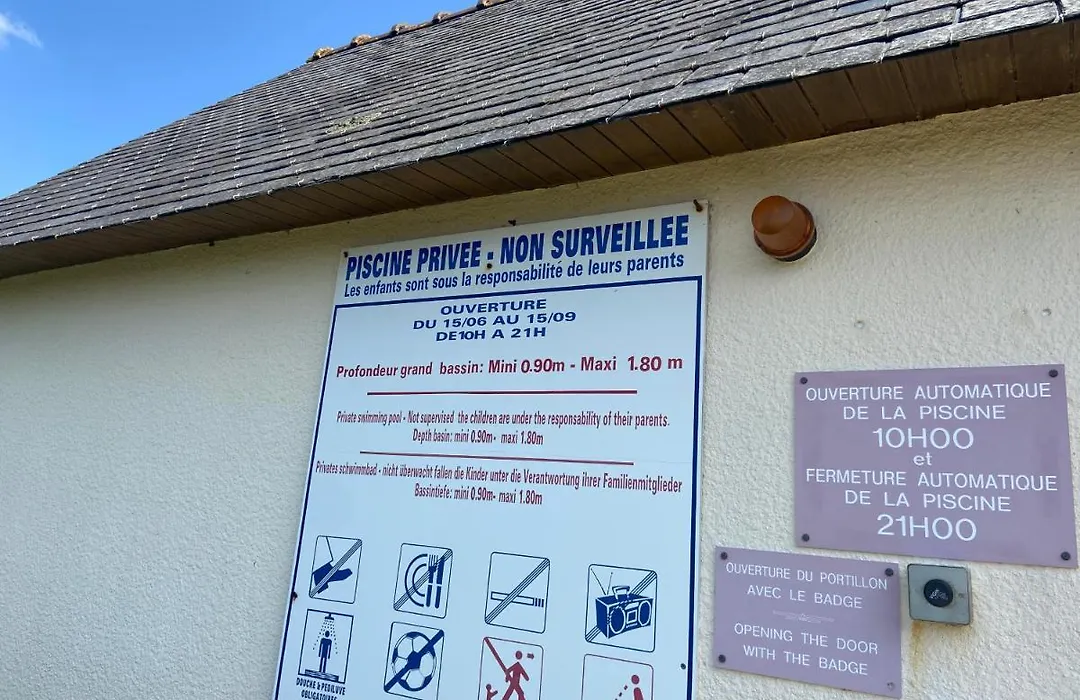 PISCINE PRIVEE : NON SURVEILLEE
Les enfants sont sous la responsabilité de leurs parents
OUVERTURE
DU 15/06 AU 15/09
DE10H A 21H
Profondeur grand bassin: Mini 0.90m - Maxi 1.80 m
Private swimming pool - Not supervised the children are under the responsability of their parents.
Depth basin: mini 0.90m- maxi 1.80m
Privates schwimmbad - nicht überwacht fallen die Kinder unter die Verantwortung ihrer Familienmitglieder
Bassintiefe: mini 0.90m- maxi 1.80m
DOUCHE & PEDILUVE
OBLIGATOIRES
OUVERTURE AUTOMATIQUE
DE LA PISCINE
10H00
et
FERMETURE AUTOMATIQUE
DE LA PISCINE
21H00
OUVERTURE DU PORTILLON
AVEC LE BADGE
OPENING THE DOOR
WITH THE BADGE